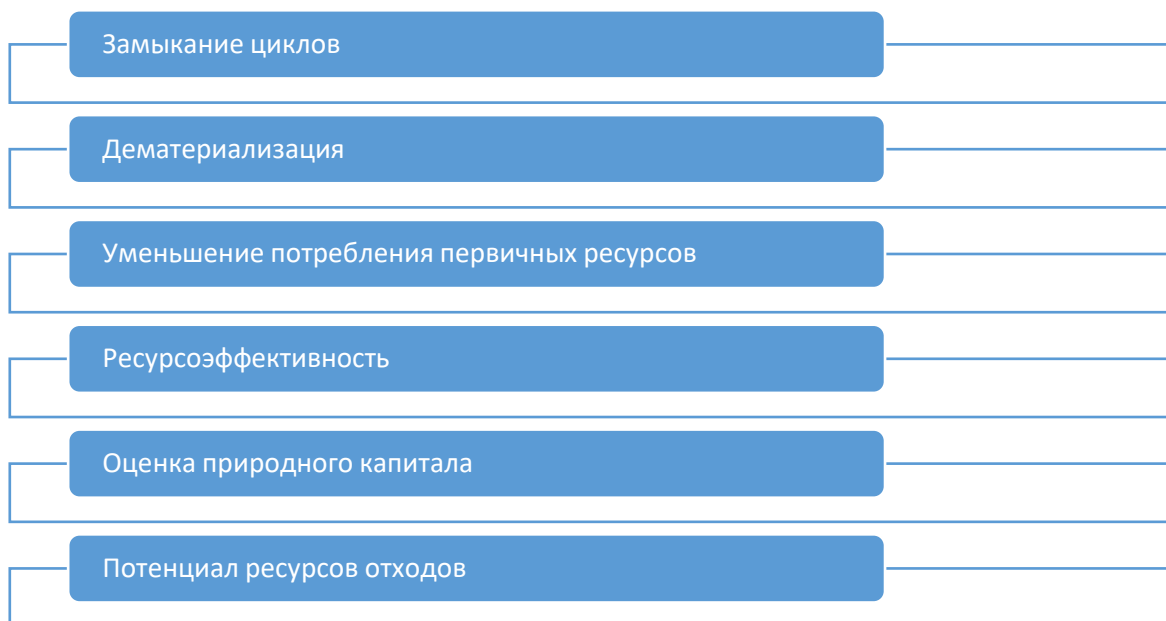 Замыкание циклов
Дематериализация
Уменьшение потребления первичных ресурсов
Ресурсоэффективность
Оценка природного капитала
Потенциал ресурсов отходов